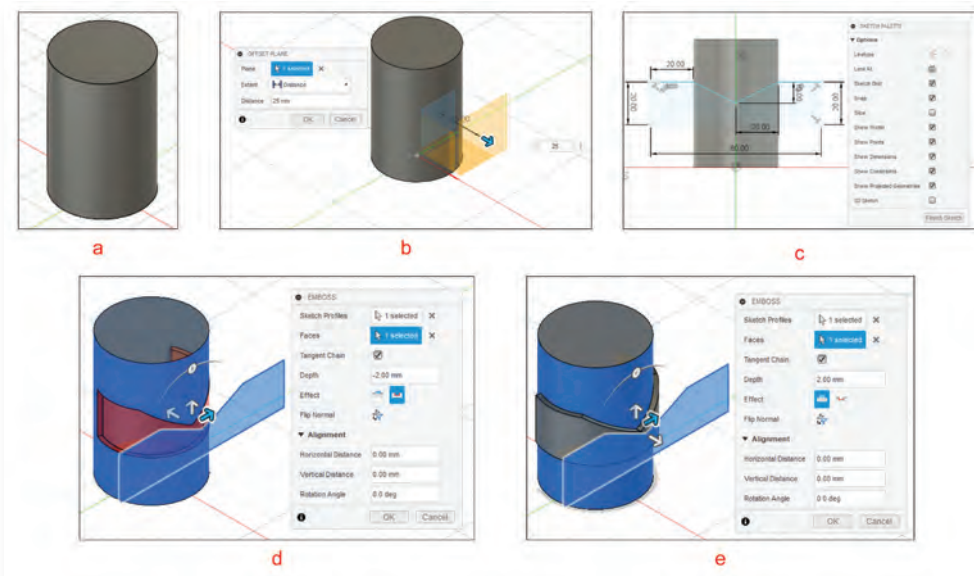 OFFSET PLANE
Plane 1 selected
Extent Distance
Distance 25 mm
OK Cancel
25
a
b
20.00
20.00
20.00
80.00
SKETCH PALETTE
Options
Linetype
Look At
Sketch Grid
Snap
Slice
Show Profile
Show Points
Show Dimensions
Show Constraints
Show Projected Geometries
3D Sketch
Finish Sketch
c
EMBOSS
Sketch Profiles 1 selected
Faces 1 selected
Tangent Chain
Depth -2.00 mm
Effect
Flip Normal
Alignment
Horizontal Distance 0.00 mm
Vertical Distance 0.00 mm
Rotation Angle 0.0 deg
OK Cancel
d
EMBOSS
Sketch Profiles 1 selected
Faces 1 selected
Tangent Chain
Depth 2.00 mm
Effect
Flip Normal
Alignment
Horizontal Distance 0.00 mm
Vertical Distance 0.00 mm
Rotation Angle 0.0 deg
OK Cancel
e